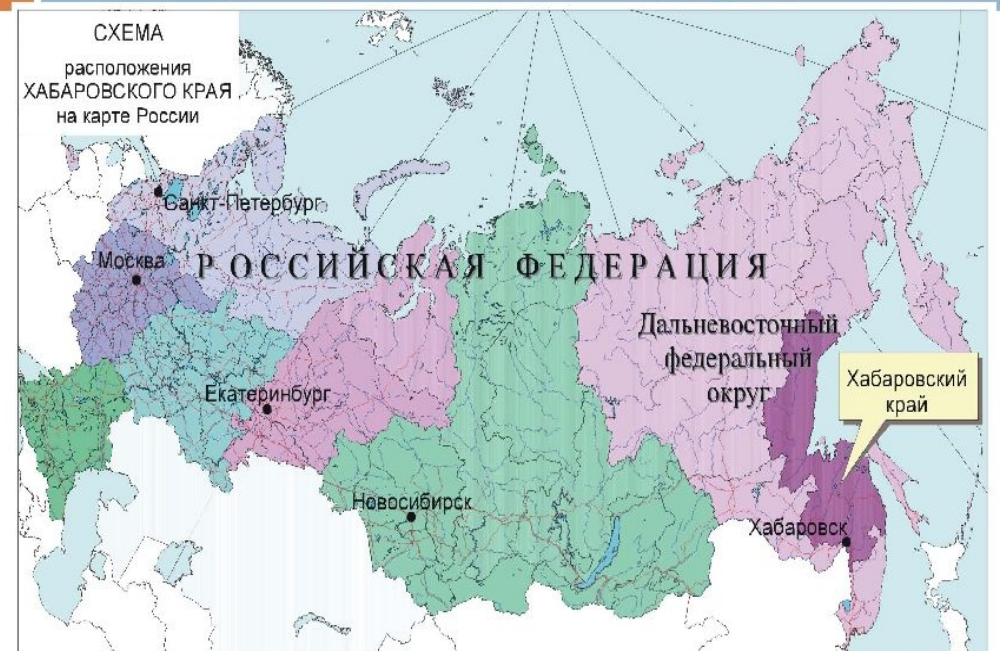 СХЕМА
расположения
ХАБАРОВСКОГО КРАЯ
на карте России
Санкт-Петербург
Москва
РОССИЙСКАЯ ФЕДЕРАЦИЯ
Дальневосточный
федеральный
округ
Хабаровский
край
Екатеринбург
Новосибирск
Хабаровск